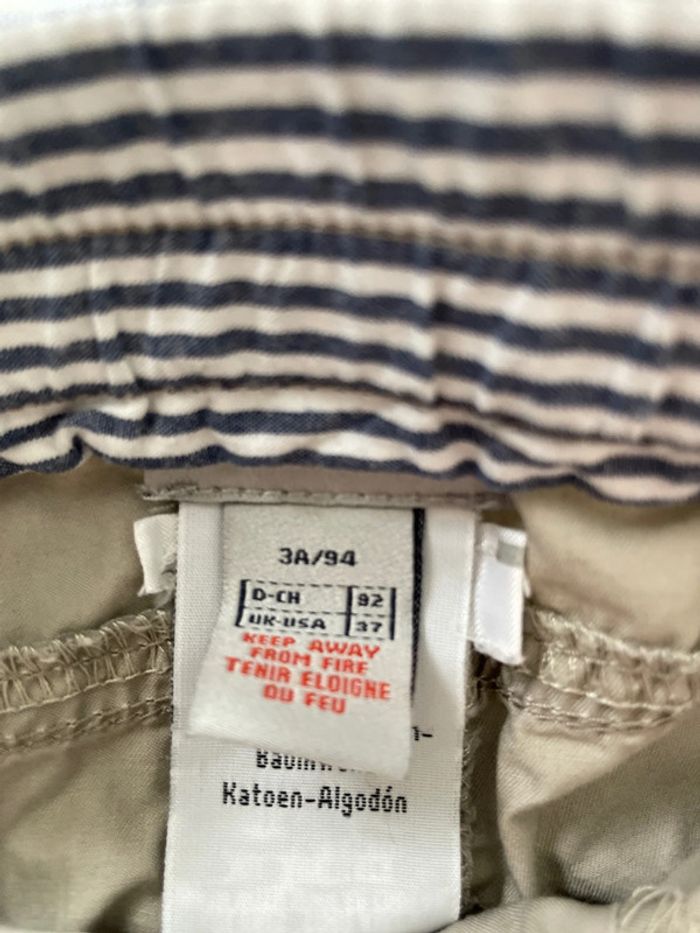 3A/94
D-CH 92
UK-USA 37
KEEP AWAY
FROM FIRE
TENIR ELOIGNE
DU FEU
Katoen-Algodón